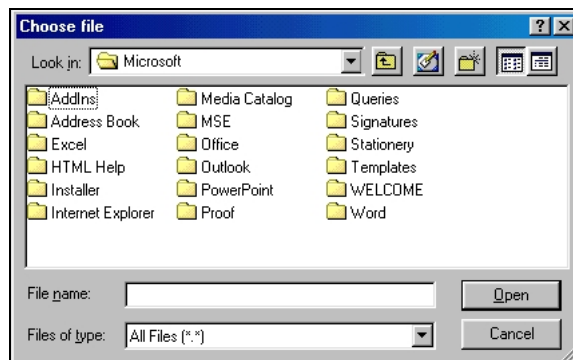 Choose file
Look in: Microsoft
AddIns Media Catalog Queries
Address Book MSE Signatures
Excel Office Stationery
HTML Help Outlook Templates
Installer PowerPoint WELCOME
Internet Explorer Proof Word
File name: Open
Files of type: All Files (*.*) Cancel